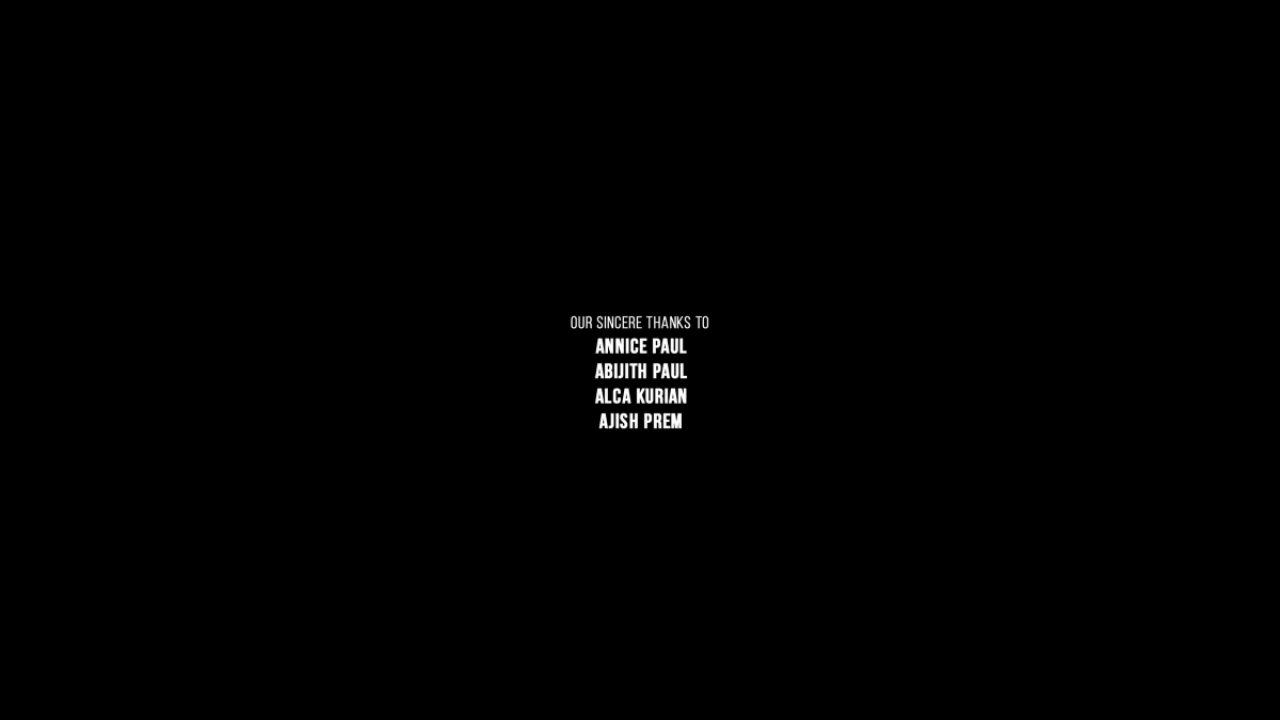 OUR SINCERE THANKS TO
ANNICE PAUL
ABIJITH PAUL
ALCA KURIAN
AJISH PREM